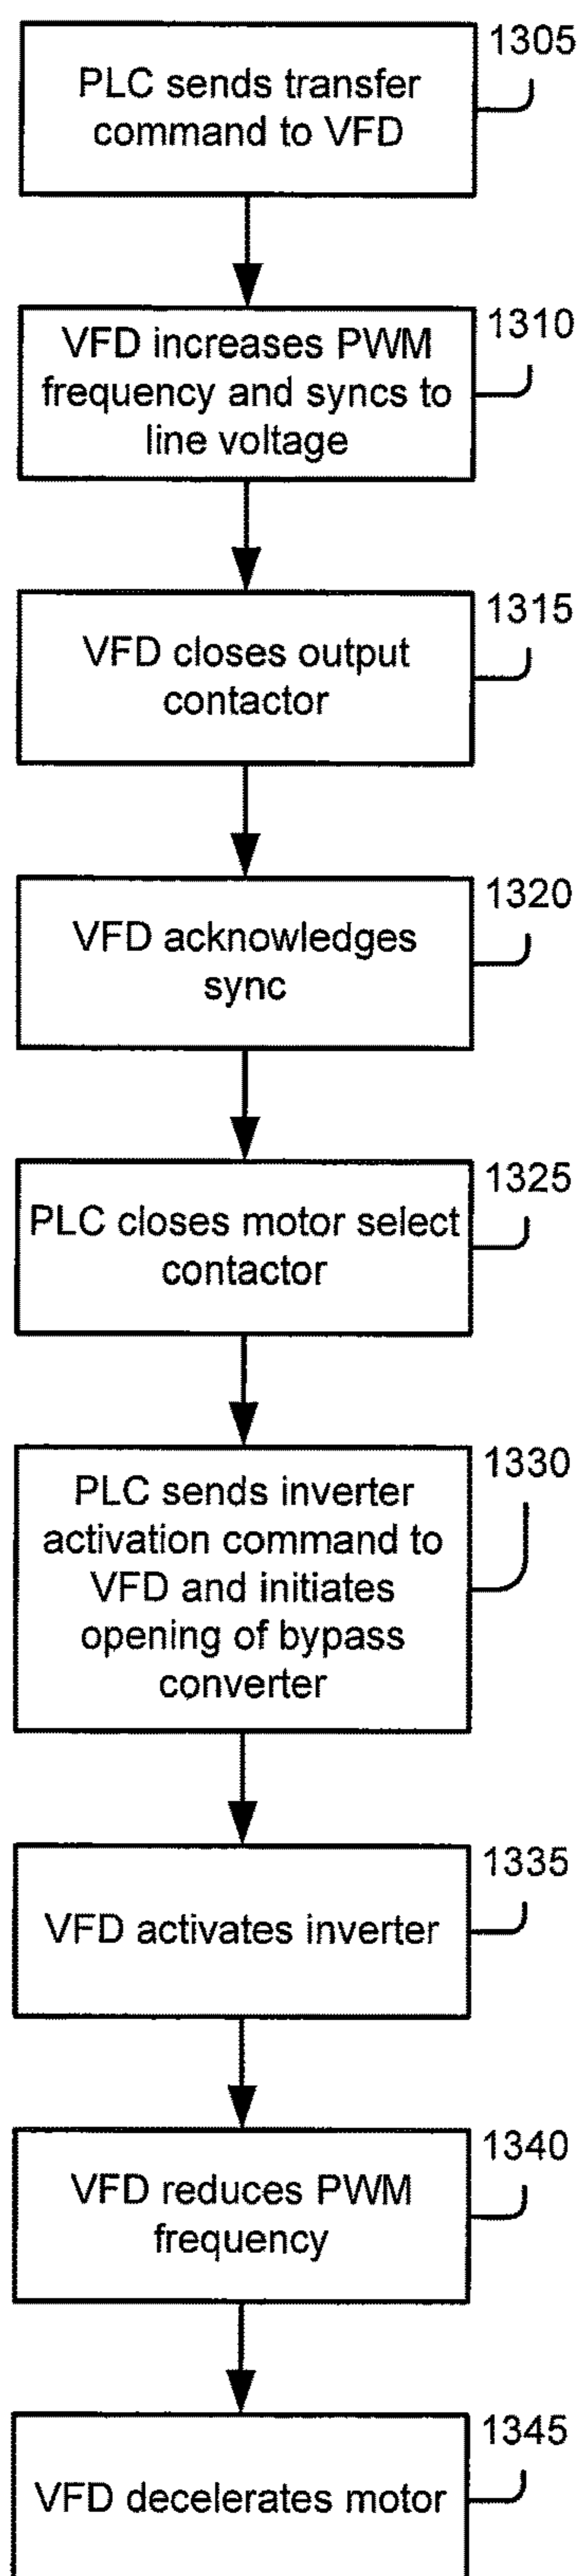 1305
PLC sends transfer
command to VFD
1310
VFD increases PWM
frequency and syncs to
line voltage
1315
VFD closes output
contactor
1320
VFD acknowledges
sync
1325
PLC closes motor select
contactor
1330
PLC sends inverter
activation command to
VFD and initiates
opening of bypass
converter
1335
VFD activates inverter
1340
VFD reduces PWM
frequency
1345
VFD decelerates motor